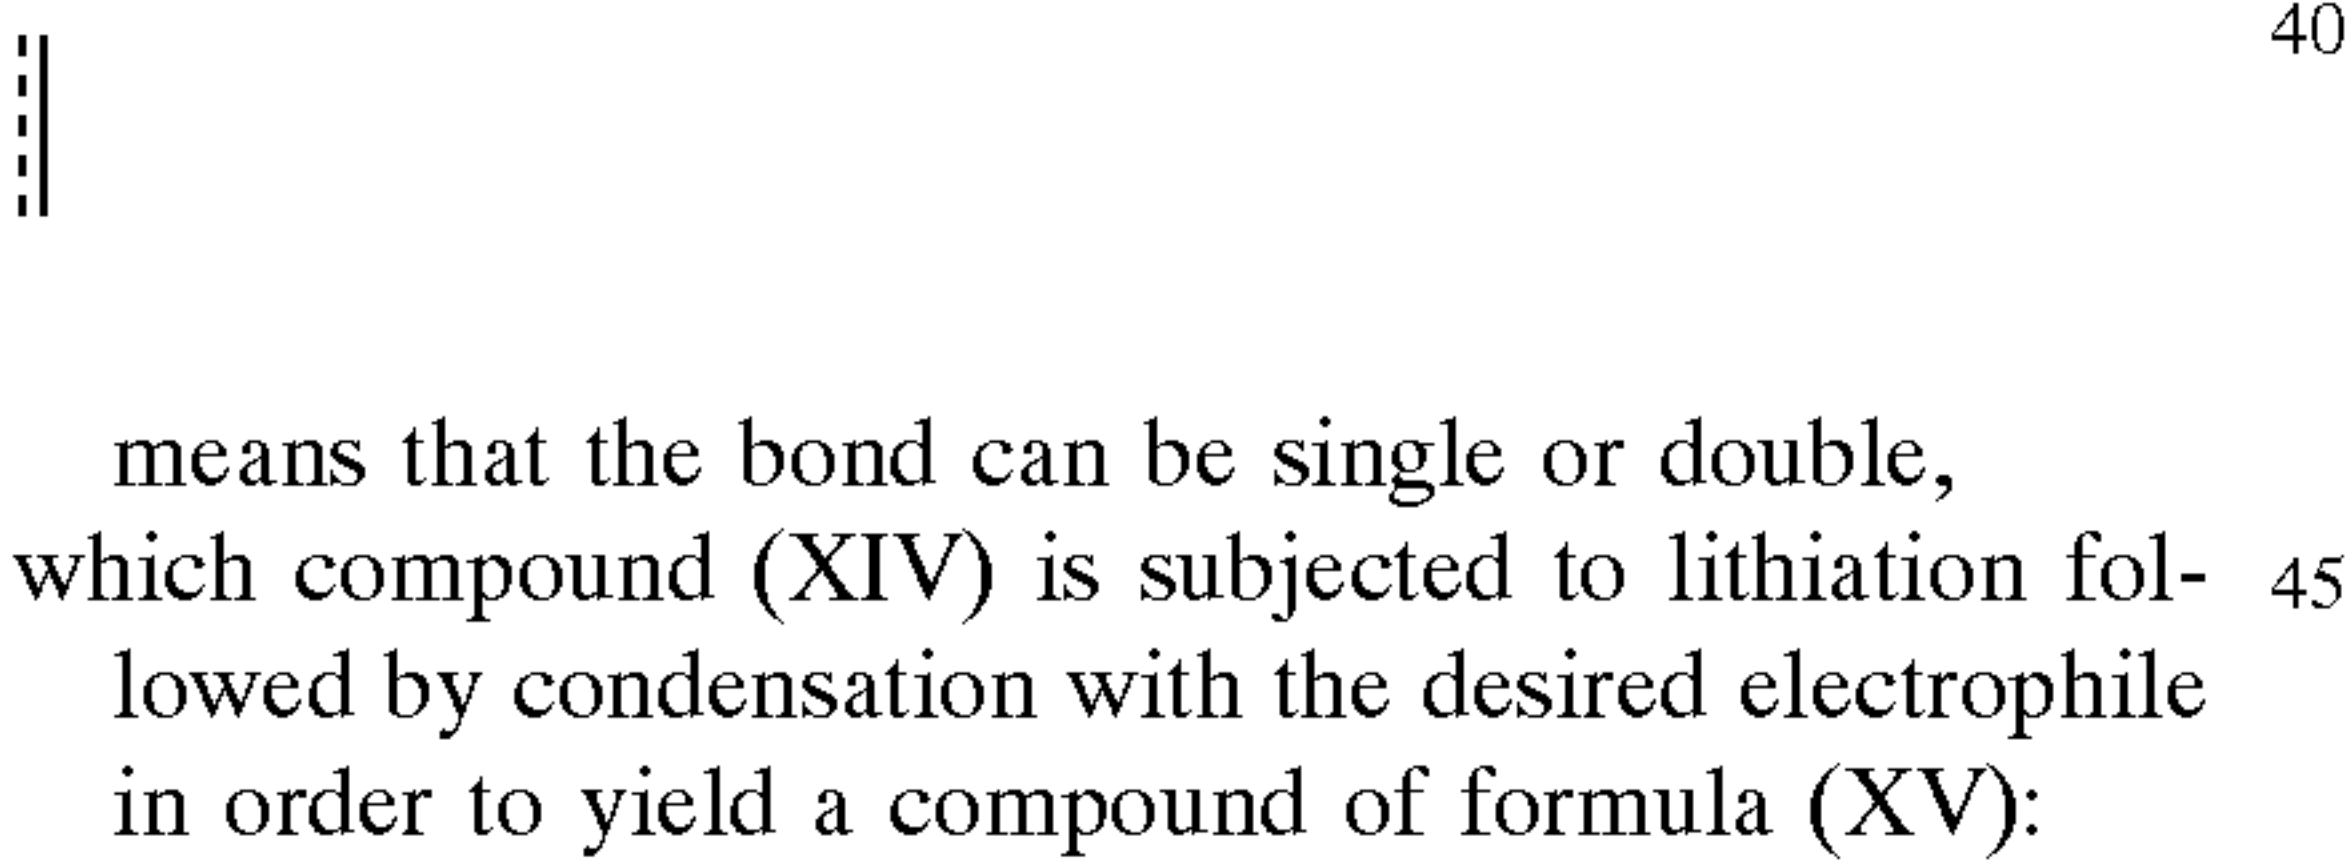 40
means that the bond can be single or double,
which compound (XIV) is subjected to lithiation fol- 45
lowed by condensation with the desired electrophile
in order to yield a compound of formula (XV):